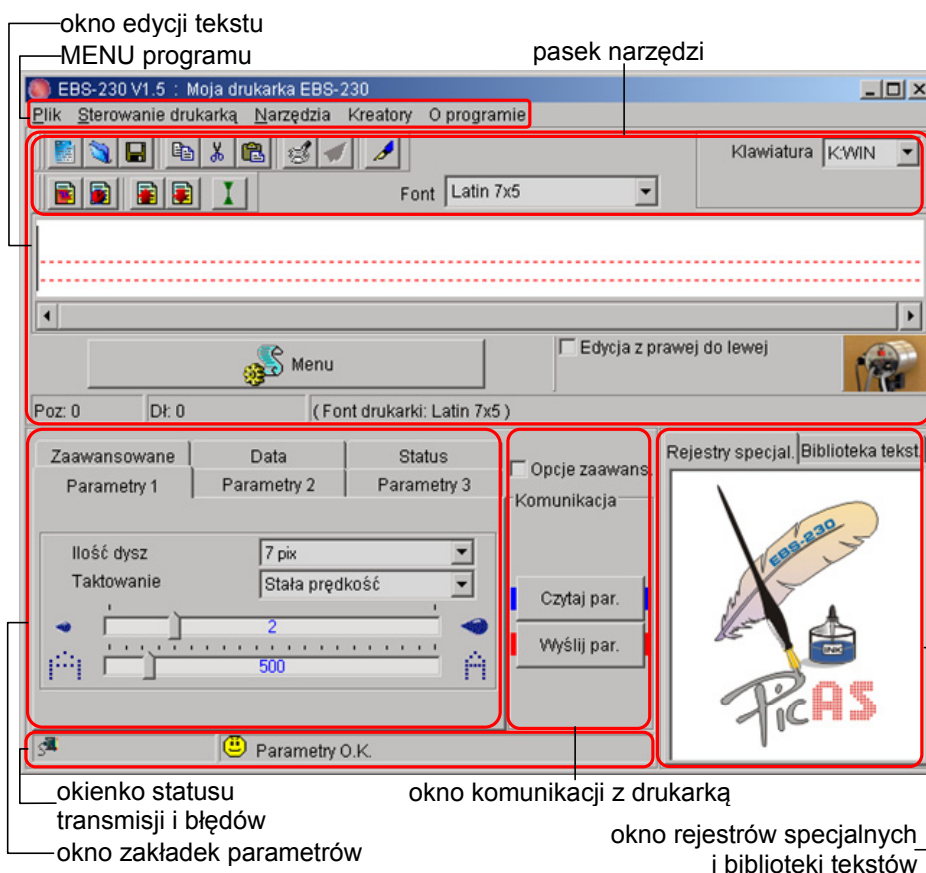 okno edycji tekstu
MENU programu
pasek narzędzi
EBS-230 V1.5 : Moja drukarka EBS-230
Plik Sterowanie drukarką Narzędzia Kreatory O programie
Klawiatura K:WIN
Font Latin 7x5
Menu
Edycja z prawej do lewej
Poz: 0 Dł: 0 ( Font drukarki: Latin 7x5 )
Zaawansowane Data Status
Parametry 1 Parametry 2 Parametry 3
Ilość dysz 7 pix
Taktowanie Stała prędkość
2
500
Opcje zaawans.
Komunikacja
Czytaj par.
Wyślij par.
Rejestry specjal. Biblioteka tekst.
EBS-230
INK
PicAS
Parametry O.K.
okienko statusu
transmisji i błędów
okno komunikacji z drukarką
okno zakładek parametrów
okno rejestrów specjalnych
i biblioteki tekstów